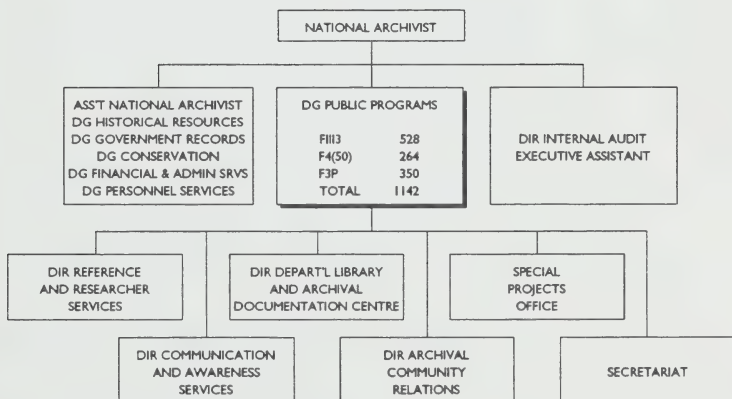 NATIONAL ARCHIVIST
ASS'T NATIONAL ARCHIVIST
DG HISTORICAL RESOURCES
DG GOVERNMENT RECORDS
DG CONSERVATION
DG FINANCIAL & ADMIN SRVS
DG PERSONNEL SERVICES
DG PUBLIC PROGRAMS
FIII3 528
F4(50) 264
F3P 350
TOTAL 1142
DIR INTERNAL AUDIT
EXECUTIVE ASSISTANT
DIR REFERENCE
AND RESEARCHER
SERVICES
DIR DEPART'L LIBRARY
AND ARCHIVAL
DOCUMENTATION CENTRE
SPECIAL
PROJECTS
OFFICE
DIR COMMUNICATION
AND AWARENESS
SERVICES
DIR ARCHIVAL
COMMUNITY
RELATIONS
SECRETARIAT